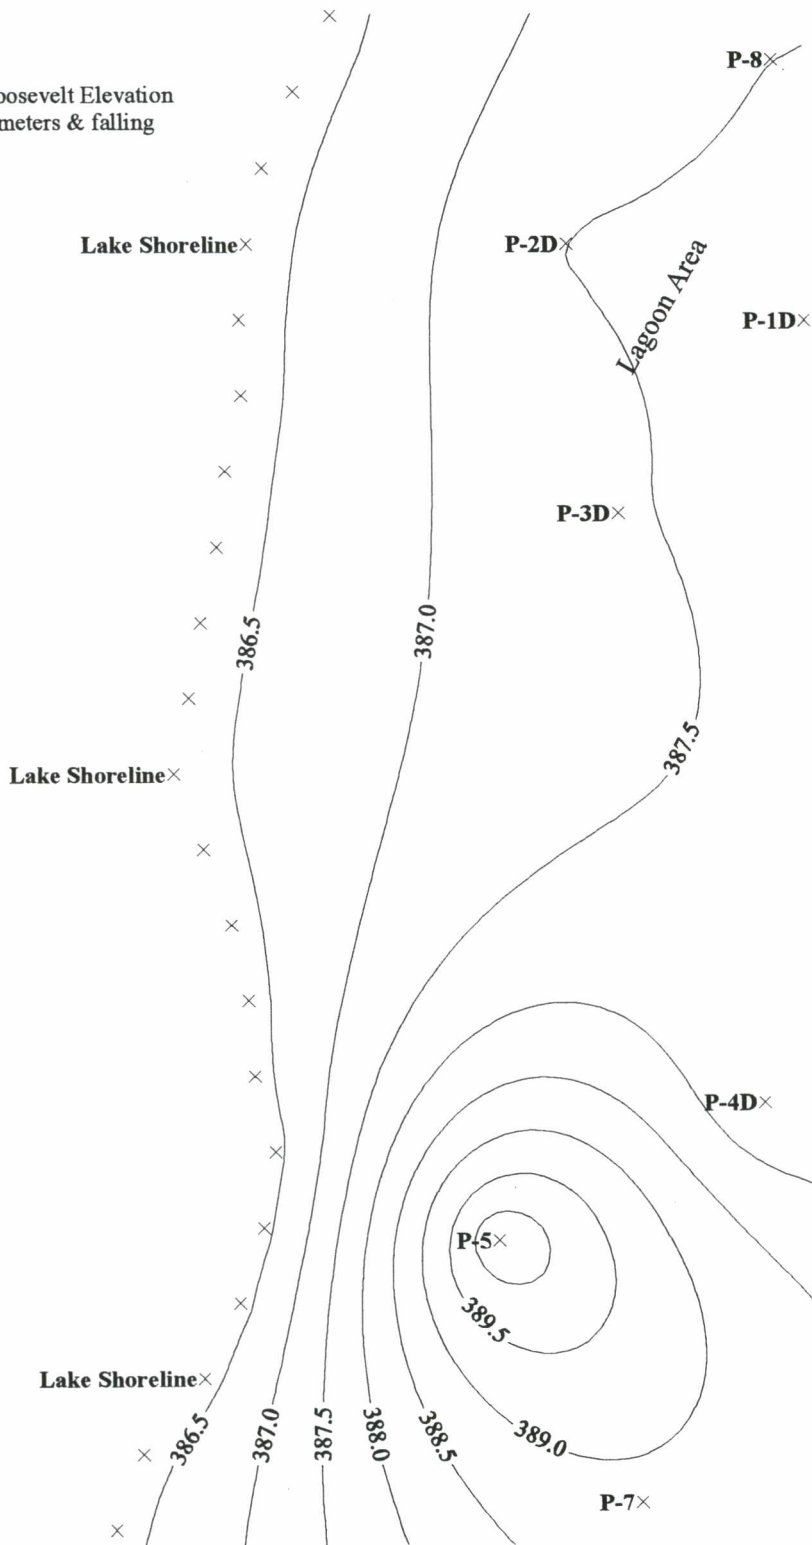 oosevelt Elevation
meters & falling
P-8
Lake Shoreline
P-2D
Lagoon Area
P-1D
P-3D
386.5
387.0
387.5
Lake Shoreline
P-4D
P-5
389.5
Lake Shoreline
386.5
387.0
387.5
388.0
388.5
389.0
P-7